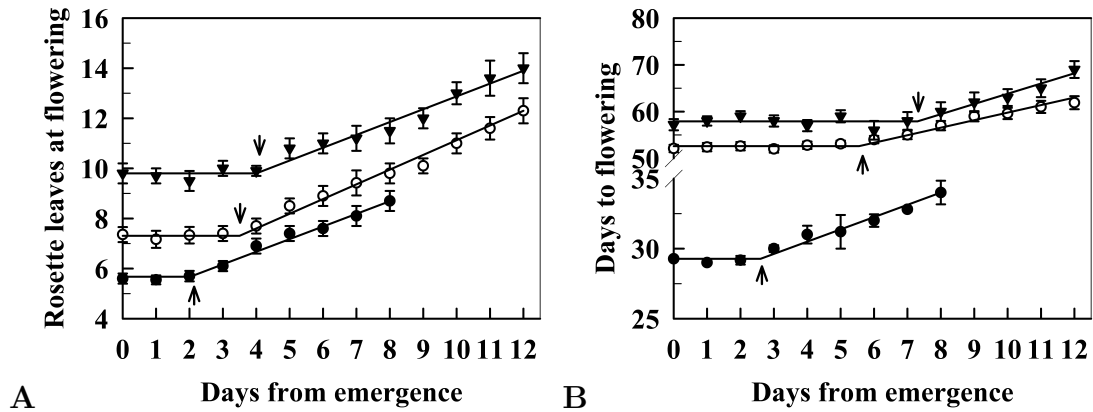 Rosette leaves at flowering
16
14
12
10
8
6
4
0 1 2 3 4 5 6 7 8 9 10 11 12
Days from emergence
A
Days to flowering
80
70
60
50
35
30
25
0 1 2 3 4 5 6 7 8 9 10 11 12
Days from emergence
B